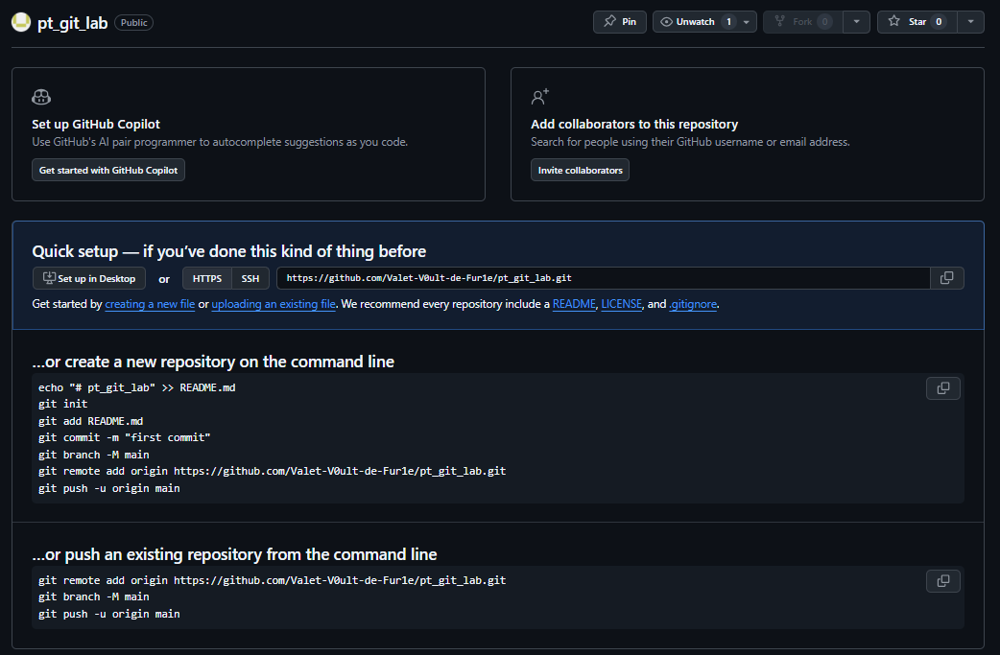 pt_git_lab Public Pin Unwatch 1 Fork 0 Star 0
Set up GitHub Copilot
Use GitHub's AI pair programmer to autocomplete suggestions as you code.
Get started with GitHub Copilot
Add collaborators to this repository
Search for people using their GitHub username or email address.
Invite collaborators
Quick setup — if you’ve done this kind of thing before
Set up in Desktop or HTTPS SSH https://github.com/Valet-V0ult-de-Fur1e/pt_git_lab.git
Get started by creating a new file or uploading an existing file. We recommend every repository include a README, LICENSE, and .gitignore.
…or create a new repository on the command line
echo "# pt_git_lab" >> README.md
git init
git add README.md
git commit -m "first commit"
git branch -M main
git remote add origin https://github.com/Valet-V0ult-de-Fur1e/pt_git_lab.git
git push -u origin main
…or push an existing repository from the command line
git remote add origin https://github.com/Valet-V0ult-de-Fur1e/pt_git_lab.git
git branch -M main
git push -u origin main